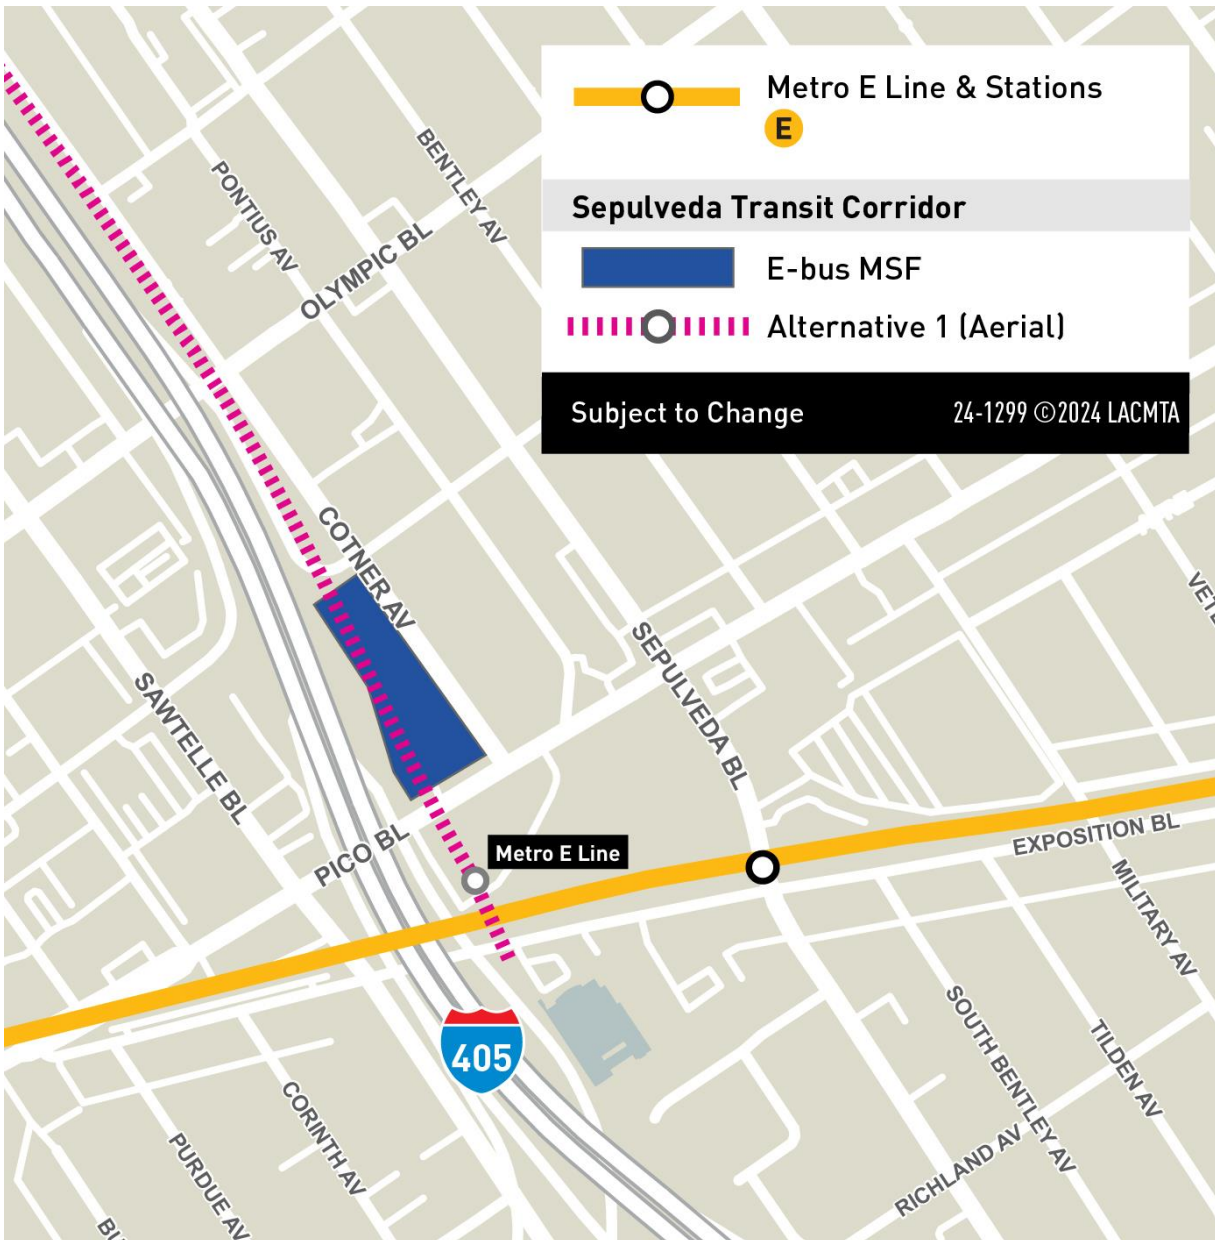 Metro E Line & Stations
E
Sepulveda Transit Corridor
E-bus MSF
Alternative 1 (Aerial)
Subject to Change
24-1299 ©2024 LACMTA
BENTLEY AV
PONTIUS AV
OLYMPIC BL
COTNER AV
SEPULVEDA BL
SAWTELLE BL
PICO BL
Metro E Line
EXPOSITION BL
MILITARY AV
405
SOUTH BENTLEY AV
TILDEN AV
CORINTH AV
PURDUE AV
RICHLAND AV